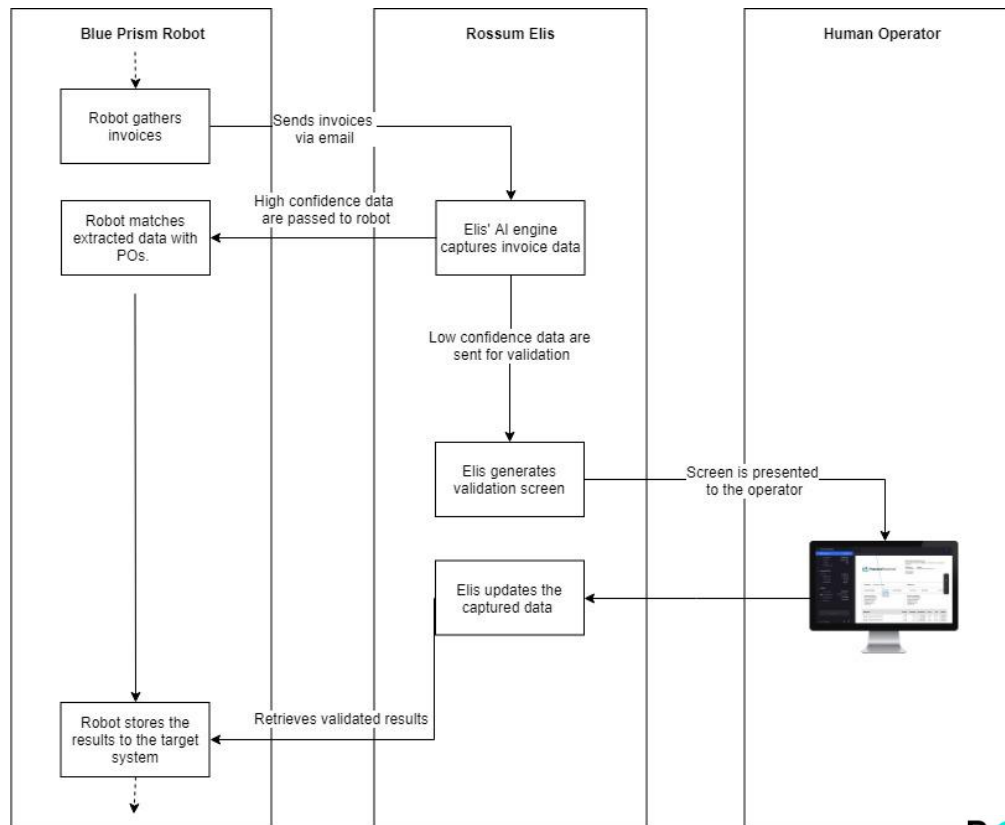 Blue Prism Robot
Rossum Elis
Human Operator
Robot gathers
invoices
Sends invoices
via email
High confidence data
are passed to robot
Robot matches
extracted data with
POs.
Elis' AI engine
captures invoice data
Low confidence data are
sent for validation
Elis generates
validation screen
Screen is presented
to the operator
Elis updates the
captured data
Retrieves validated results
Robot stores the
results to the target
system